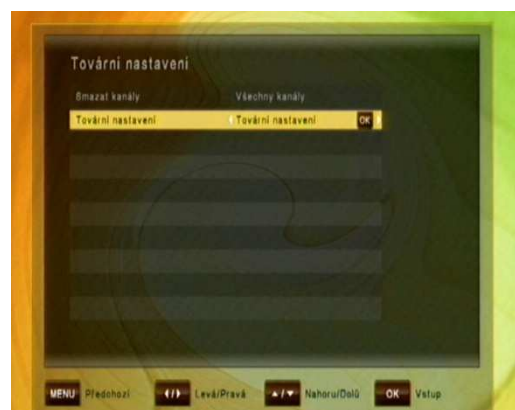 Tovární nastavení
Smazat kanály Všechny kanály
Tovární nastavení Tovární nastavení OK
MENU Předchozí Levá/Pravá Nahoru/Dolů OK Vstup